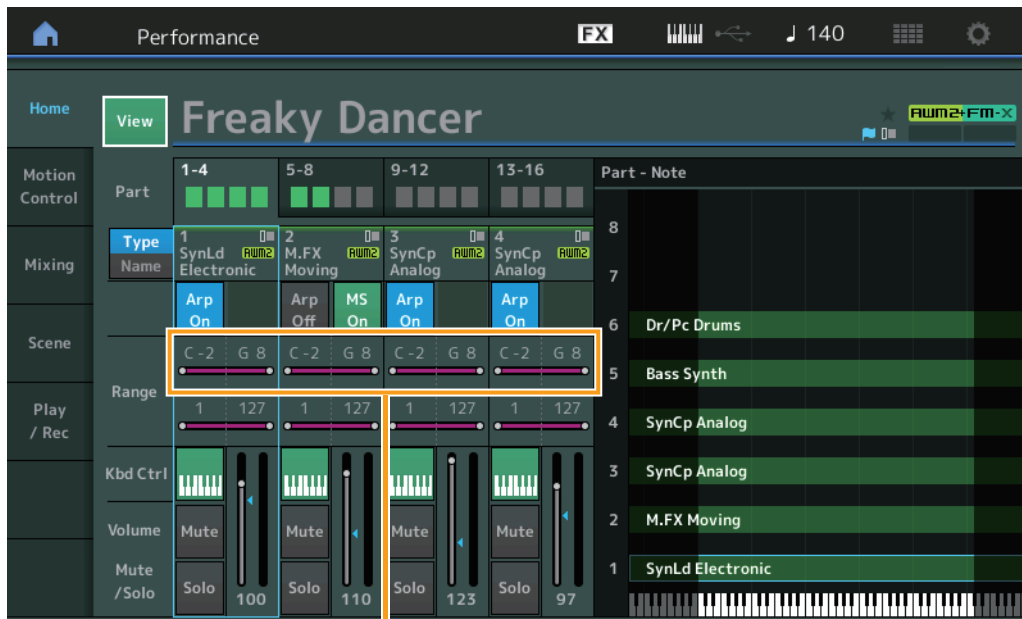 Performance FX 140
Home View Freaky Dancer AWM2+FM-X
Motion Control
Mixing
Scene
Play / Rec
Part 1-4 5-8 9-12 13-16
Type
Name
1 SynLd AWM2 Electronic
2 M.FX AWM2 Moving
3 SynCp AWM2 Analog
4 SynCp AWM2 Analog
Arp On
Arp Off
MS On
Arp On
Arp On
Range
C -2 G 8 C -2 G 8 C -2 G 8 C -2 G 8
1 127 1 127 1 127 1 127
Kbd Ctrl
Volume
Mute Mute Mute Mute
Mute /Solo
Solo Solo Solo Solo
100 110 123 97
Part - Note
8
7
6 Dr/Pc Drums
5 Bass Synth
4 SynCp Analog
3 SynCp Analog
2 M.FX Moving
1 SynLd Electronic